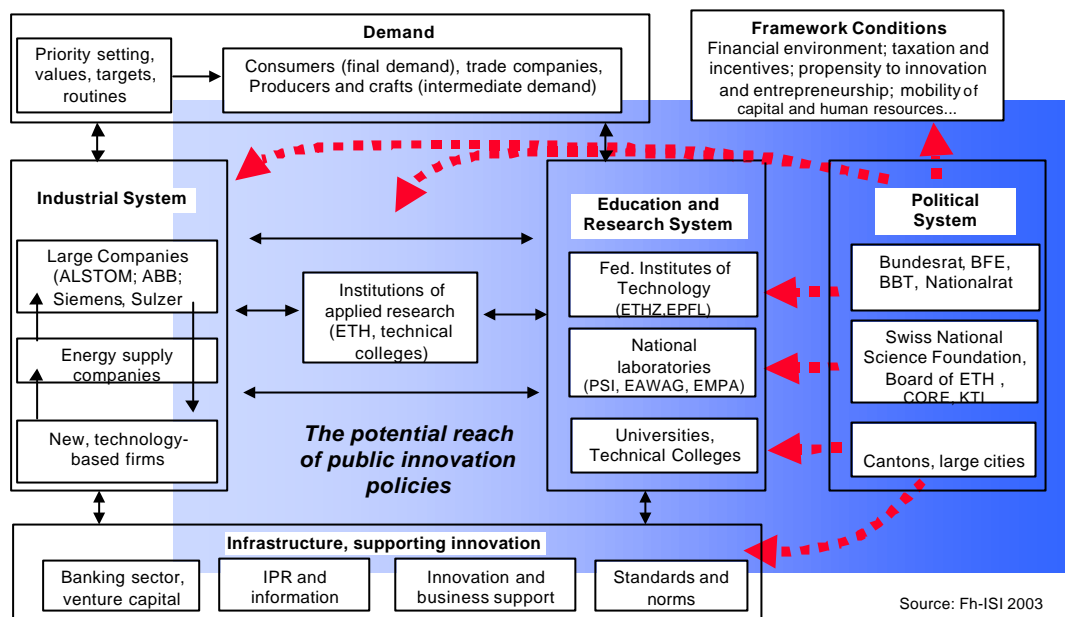 Demand
Priority setting,
values, targets,
routines
Consumers (final demand), trade companies,
Producers and crafts (intermediate demand)
Framework Conditions
Financial environment; taxation and
incentives; propensity to innovation
and entrepreneurship; mobility of
capital and human resources...
Industrial System
Large Companies
(ALSTOM; ABB;
Siemens, Sulzer
Energy supply
companies
New, technology-
based firms
Institutions of
applied research
(ETH, technical
colleges)
The potential reach
of public innovation
policies
Education and
Research System
Fed. Institutes of
Technology
(ETHZ,EPFL)
National
laboratories
(PSI, EAWAG, EMPA)
Universities,
Technical Colleges
Political
System
Bundesrat, BFE,
BBT, Nationalrat
Swiss National
Science Foundation,
Board of ETH ,
CORE, KTI
Cantons, large cities
Infrastructure, supporting innovation
Banking sector,
venture capital
IPR and
information
Innovation and
business support
Standards and
norms
Source: Fh-ISI 2003